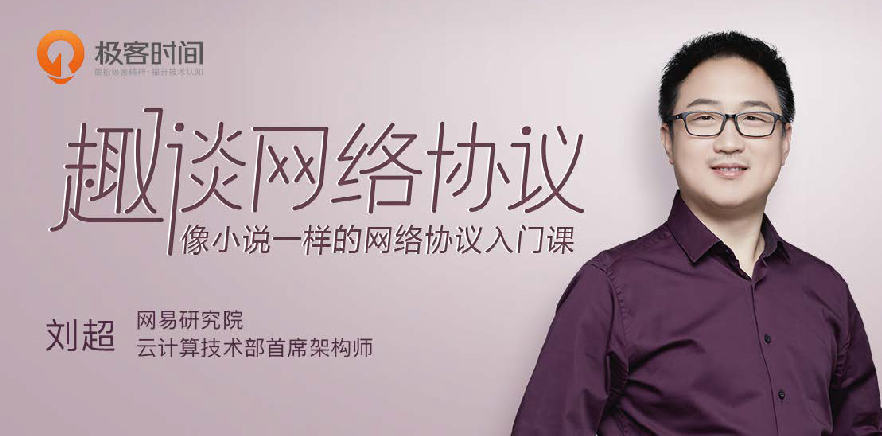 极客时间
趣谈网络协议
像小说一样的网络协议入门课
刘超
网易研究院
云计算技术部首席架构师